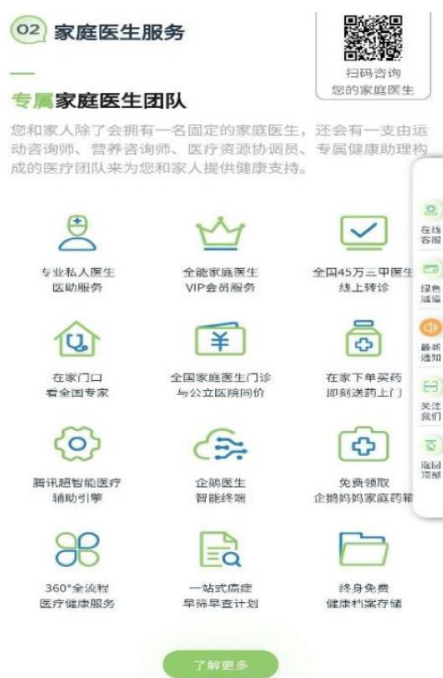 02 家庭医生服务
扫码咨询
您的家庭医生
专属家庭医生团队
您和家人除了会拥有一名固定的家庭医生，还会有一支由运
动咨询师、营养咨询师、医疗资源协调员、专属健康助理构
成的医疗团队来为您和家人提供健康支持。
专业私人医生
医助服务
全能家庭医生
VIP会员服务
全国45万三甲医生
线上转诊
在家门口
看全国专家
全国家庭医生门诊
与公立医院同价
在家下单买药
即刻送药上门
腾讯超智能医疗
辅助引擎
企鹅医生
智能终端
免费领取
企鹅妈妈家庭药箱
360°全流程
医疗健康服务
一站式癌症
早筛早查计划
终身免费
健康档案存储
了解更多
在线
客服
绿色
通道
最新
通知
关注
我们
返回
顶部